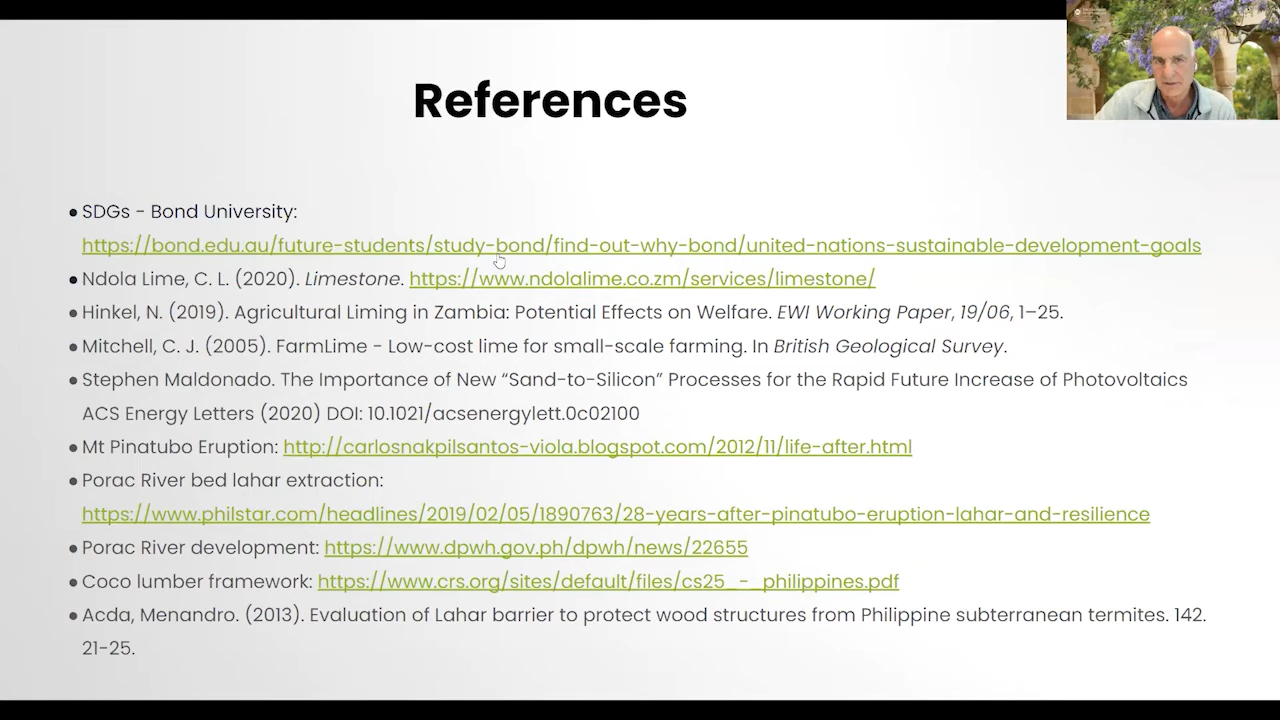 References
● SDGs - Bond University:
https://bond.edu.au/future-students/study-bond/find-out-why-bond/united-nations-sustainable-development-goals
● Ndola Lime, C. L. (2020). Limestone. https://www.ndolalime.co.zm/services/limestone/
● Hinkel, N. (2019). Agricultural Liming in Zambia: Potential Effects on Welfare. EWI Working Paper, 19/06, 1–25.
● Mitchell, C. J. (2005). FarmLime - Low-cost lime for small-scale farming. In British Geological Survey.
● Stephen Maldonado. The Importance of New “Sand-to-Silicon” Processes for the Rapid Future Increase of Photovoltaics
ACS Energy Letters (2020) DOI: 10.1021/acsenergylett.0c02100
● Mt Pinatubo Eruption: http://carlosnakpilsantos-viola.blogspot.com/2012/11/life-after.html
● Porac River bed lahar extraction:
https://www.philstar.com/headlines/2019/02/05/1890763/28-years-after-pinatubo-eruption-lahar-and-resilience
● Porac River development: https://www.dpwh.gov.ph/dpwh/news/22655
● Coco lumber framework: https://www.crs.org/sites/default/files/cs25_-_philippines.pdf
● Acda, Menandro. (2013). Evaluation of Lahar barrier to protect wood structures from Philippine subterranean termites. 142.
21-25.